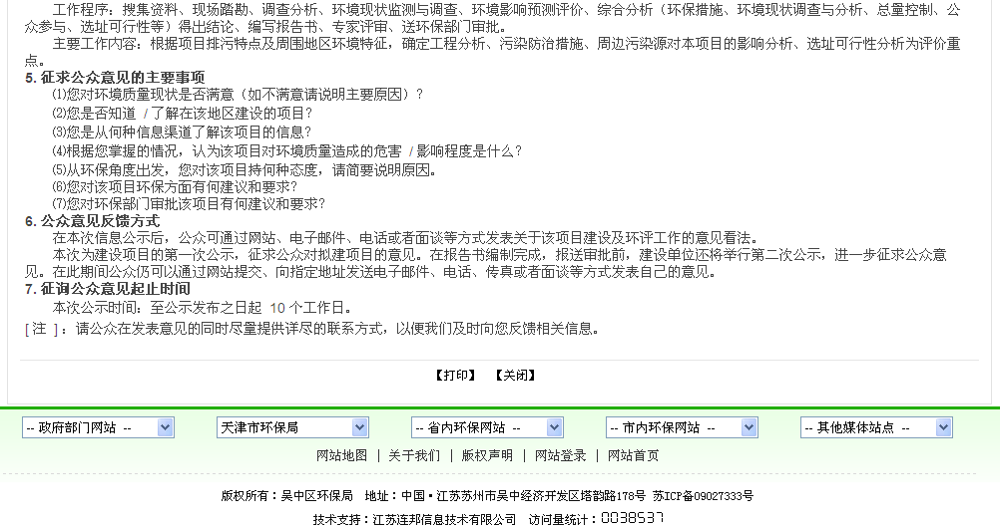 工作程序：搜集资料、现场踏勘、调查分析、环境现状监测与调查、环境影响预测评价、综合分析（环保措施、环境现状调查与分析、总量控制、公
众参与、选址可行性等）得出结论、编写报告书、专家评审、送环保部门审批。
主要工作内容：根据项目排污特点及周围地区环境特征，确定工程分析、污染防治措施、周边污染源对本项目的影响分析、选址可行性分析为评价重
点。
5. 征求公众意见的主要事项
⑴您对环境质量现状是否满意（如不满意请说明主要原因）？
⑵您是否知道 / 了解在该地区建设的项目？
⑶您是从何种信息渠道了解该项目的信息？
⑷根据您掌握的情况，认为该项目对环境质量造成的危害 / 影响程度是什么？
⑸从环保角度出发，您对该项目持何种态度，请简要说明原因。
⑹您对该项目环保方面有何建议和要求？
⑺您对环保部门审批该项目有何建议和要求？
6. 公众意见反馈方式
在本次信息公示后，公众可通过网站、电子邮件、电话或者面谈等方式发表关于该项目建设及环评工作的意见看法。
本次为建设项目的第一次公示，征求公众对拟建项目的意见。在报告书编制完成，报送审批前，建设单位还将举行第二次公示，进一步征求公众意
见。在此期间公众仍可以通过网站提交、向指定地址发送电子邮件、电话、传真或者面谈等方式发表自己的意见。
7. 征询公众意见起止时间
本次公示时间：至公示发布之日起 10 个工作日。
[ 注 ] ：请公众在发表意见的同时尽量提供详尽的联系方式，以便我们及时向您反馈相关信息。
【打印】 【关闭】
-- 政府部门网站 -- 天津市环保局 -- 省内环保网站 -- -- 市内环保网站 -- -- 其他媒体站点 --
网站地图 | 关于我们 | 版权声明 | 网站登录 | 网站首页
版权所有：吴中区环保局 地址：中国·江苏苏州市吴中经济开发区塔韵路178号 苏ICP备09027333号
技术支持：江苏连邦信息技术有限公司 访问量统计：0038537